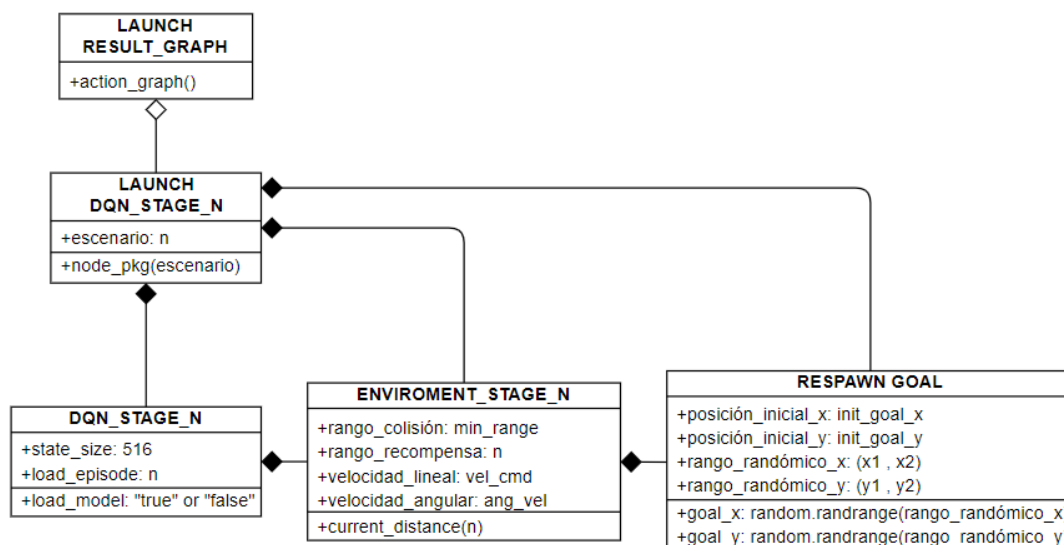 LAUNCH
RESULT_GRAPH
+action_graph()
LAUNCH
DQN_STAGE_N
+escenario: n
+node_pkg(escenario)
DQN_STAGE_N
+state_size: 516
+load_episode: n
+load_model: "true" or "false"
ENVIROMENT_STAGE_N
+rango_colisión: min_range
+rango_recompensa: n
+velocidad_lineal: vel_cmd
+velocidad_angular: ang_vel
+current_distance(n)
RESPAWN GOAL
+posición_inicial_x: init_goal_x
+posición_inicial_y: init_goal_y
+rango_randómico_x: (x1 , x2)
+rango_randómico_y: (y1 , y2)
+goal_x: random.randrange(rango_randómico_x
+goal_y: random.randrange(rango_randómico_y